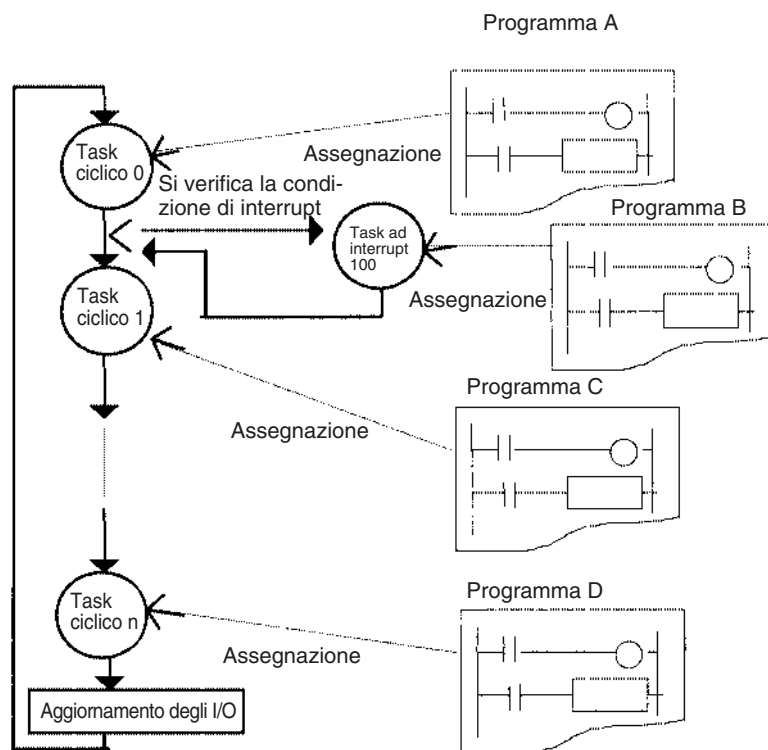 Programma A
Task
ciclico 0
Assegnazione
Si verifica la condi-
zione di interrupt
Programma B
Task ad
interrupt
100
Assegnazione
Task
ciclico 1
Programma C
Assegnazione
Programma D
Task
ciclico n
Assegnazione
Aggiornamento degli I/O